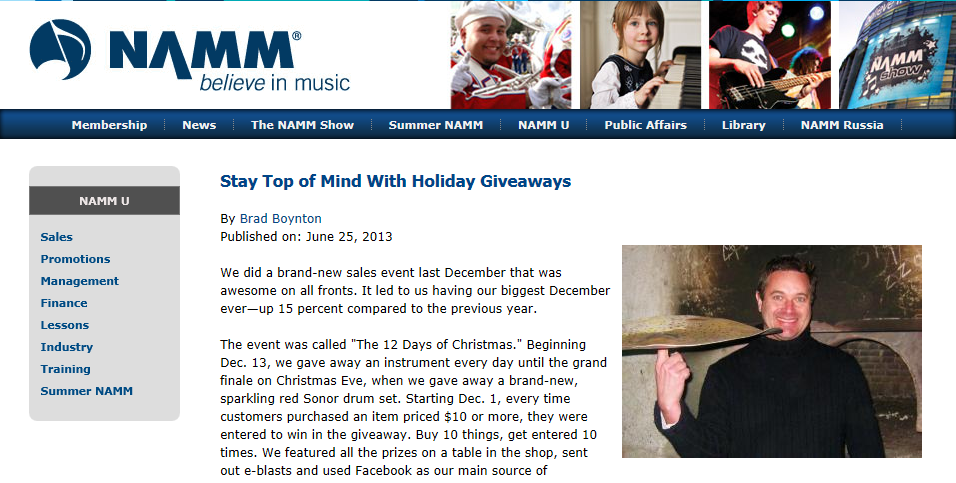 NAMM®
believe in music
believe in
NAMM
show
Membership
News
The NAMM Show
Summer NAMM
NAMM U
Public Affairs
Library
NAMM Russia
NAMM U
Sales
Promotions
Management
Finance
Lessons
Industry
Training
Summer NAMM
Stay Top of Mind With Holiday Giveaways
By Brad Boynton
Published on: June 25, 2013
We did a brand-new sales event last December that was
awesome on all fronts. It led to us having our biggest December
ever—up 15 percent compared to the previous year.
The event was called "The 12 Days of Christmas." Beginning
Dec. 13, we gave away an instrument every day until the grand
finale on Christmas Eve, when we gave away a brand-new,
sparkling red Sonor drum set. Starting Dec. 1, every time
customers purchased an item priced $10 or more, they were
entered to win in the giveaway. Buy 10 things, get entered 10
times. We featured all the prizes on a table in the shop, sent
out e-blasts and used Facebook as our main source of